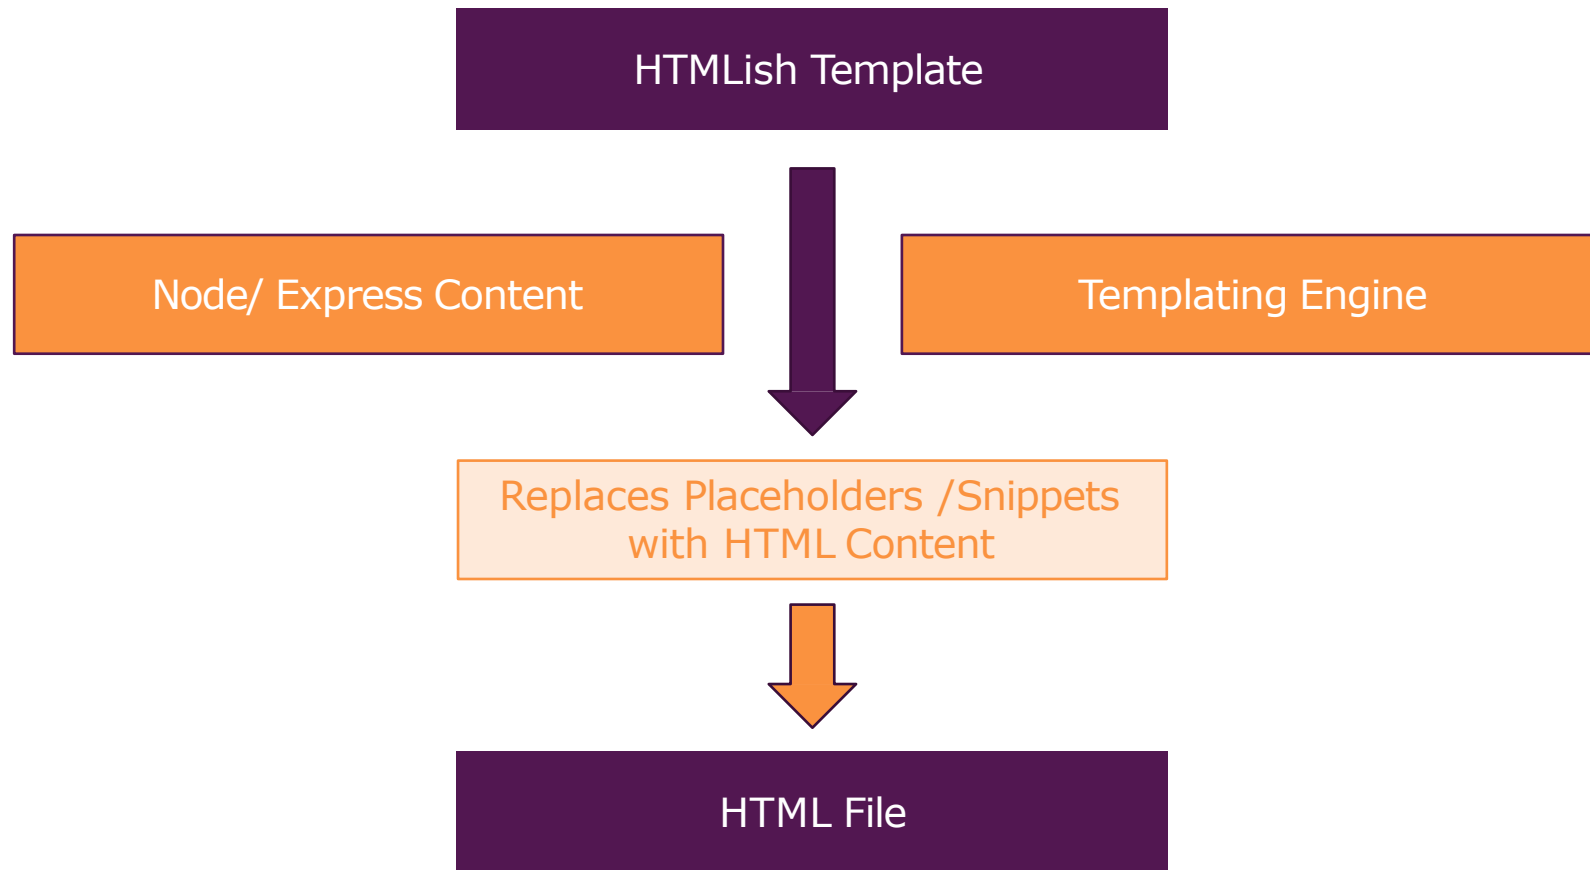 HTMLish Template
Node/ Express Content
Templating Engine
Replaces Placeholders /Snippets
with HTML Content
HTML File